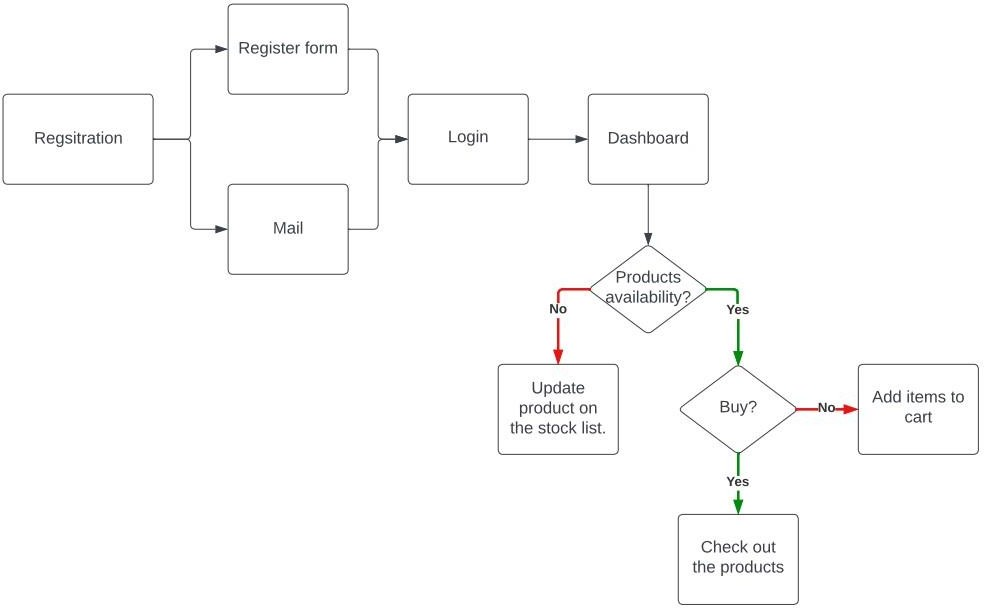 Register form
Regsitration
Login
Dashboard
Mail
Products
availability?
No
Yes
Update
product on
the stock list.
Buy?
No
Add items to
cart
Yes
Check out
the products